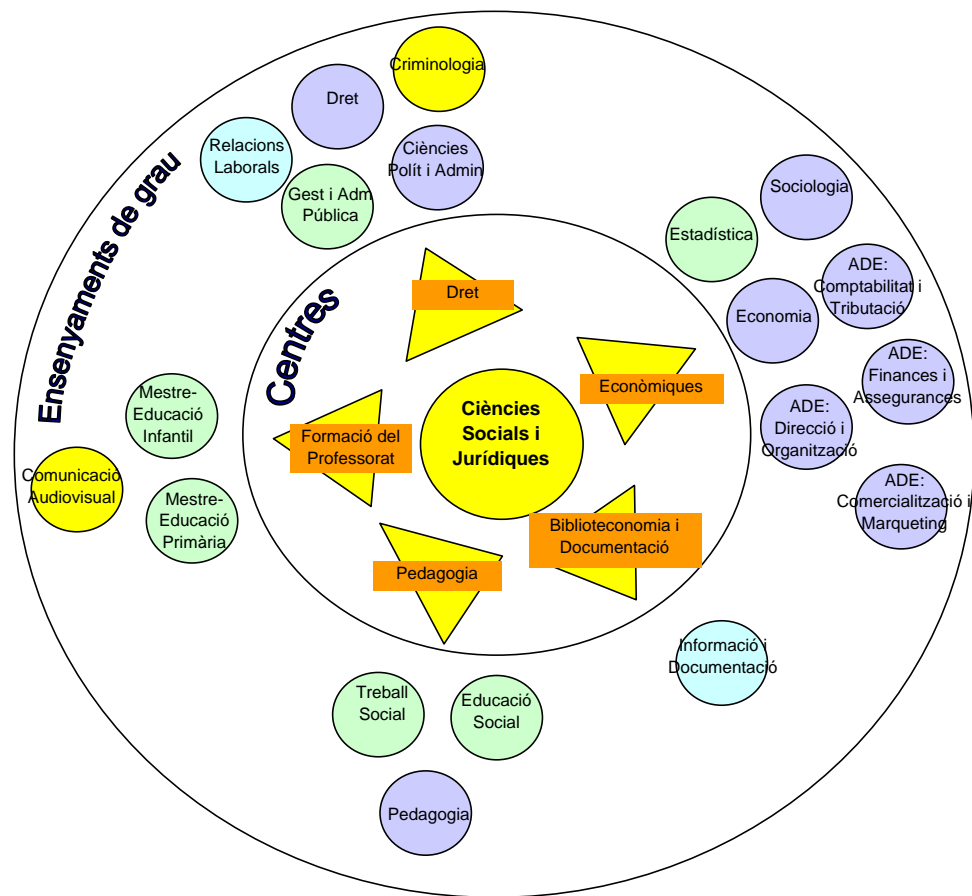 Criminologia
Dret
Relacions
Laborals
Ciències
Polít i Admin
Gest i Adm
Pública
Ensenyaments de grau
Sociologia
Estadística
ADE:
Comptabilitat i
Tributació
Economia
ADE:
Finances i
Assegurances
ADE:
Direcció i
Organització
ADE:
Comercialització i
Marqueting
Centres
Dret
Econòmiques
Ciències
Socials i
Jurídiques
Formació del
Professorat
Biblioteconomia i
Documentació
Pedagogia
Mestre-
Educació
Infantil
Comunicació
Audiovisual
Mestre-
Educació
Primària
Informació i
Documentació
Treball
Social
Educació
Social
Pedagogia